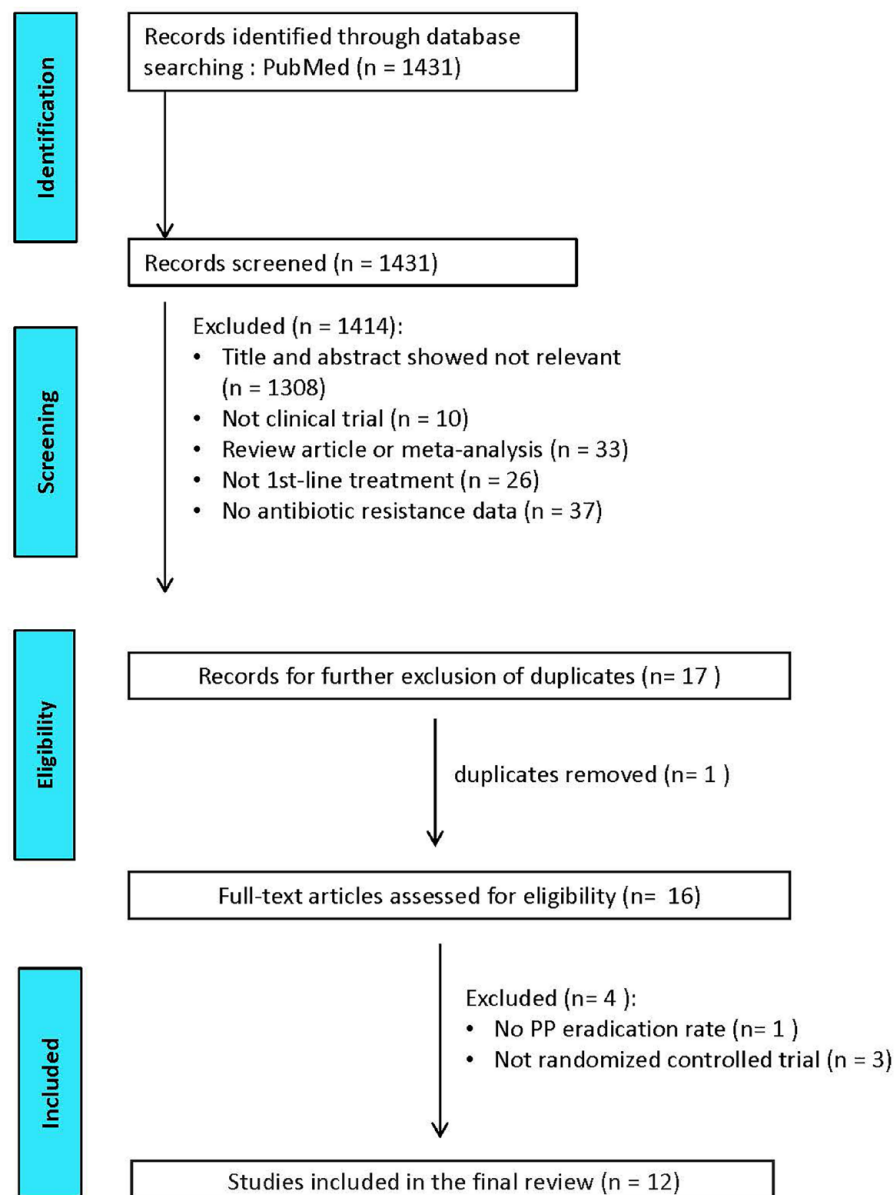 Identification
Records identified through database
searching : PubMed (n = 1431)
Records screened (n = 1431)
Screening
Excluded (n = 1414):
• Title and abstract showed not relevant
(n = 1308)
• Not clinical trial (n = 10)
• Review article or meta-analysis (n = 33)
• Not 1st-line treatment (n = 26)
• No antibiotic resistance data (n = 37)
Eligibility
Records for further exclusion of duplicates (n= 17 )
duplicates removed (n= 1 )
Full-text articles assessed for eligibility (n= 16)
Included
Excluded (n= 4 ):
• No PP eradication rate (n= 1 )
• Not randomized controlled trial (n = 3)
Studies included in the final review (n = 12)